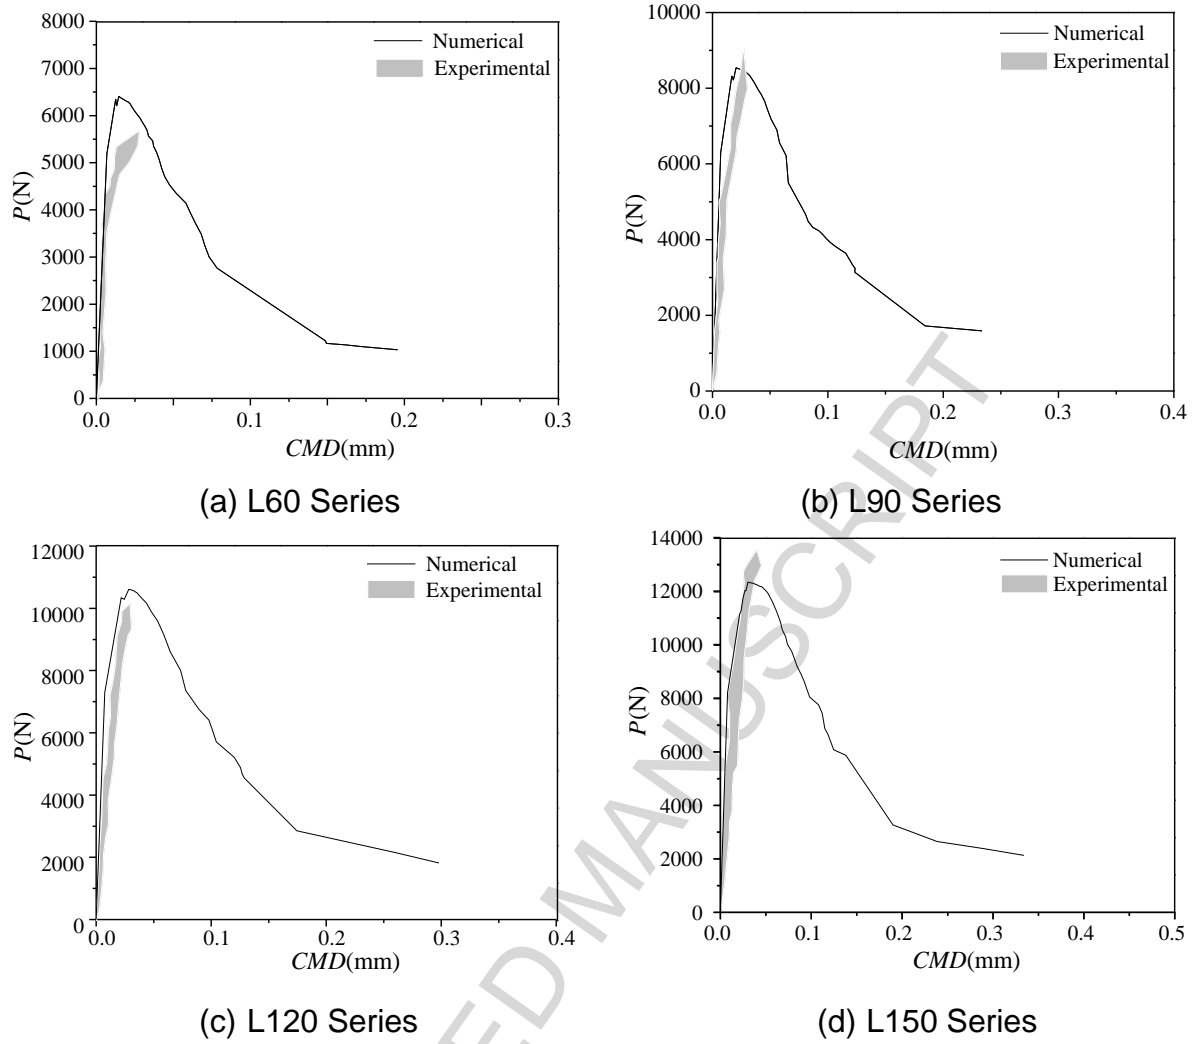 8000
7000
6000
5000
4000
3000
2000
1000
0
P(N)
Numerical
Experimental
0.0 0.1 0.2 0.3
CMD(mm)
(a) L60 Series
10000
8000
6000
4000
2000
0
P(N)
Numerical
Experimental
0.0 0.1 0.2 0.3 0.4
CMD(mm)
(b) L90 Series
12000
10000
8000
6000
4000
2000
0
P(N)
Numerical
Experimental
0.0 0.1 0.2 0.3 0.4
CMD(mm)
(c) L120 Series
14000
12000
10000
8000
6000
4000
2000
0
P(N)
Numerical
Experimental
0.0 0.1 0.2 0.3 0.4 0.5
CMD(mm)
(d) L150 Series
ED MANUSCRIPT